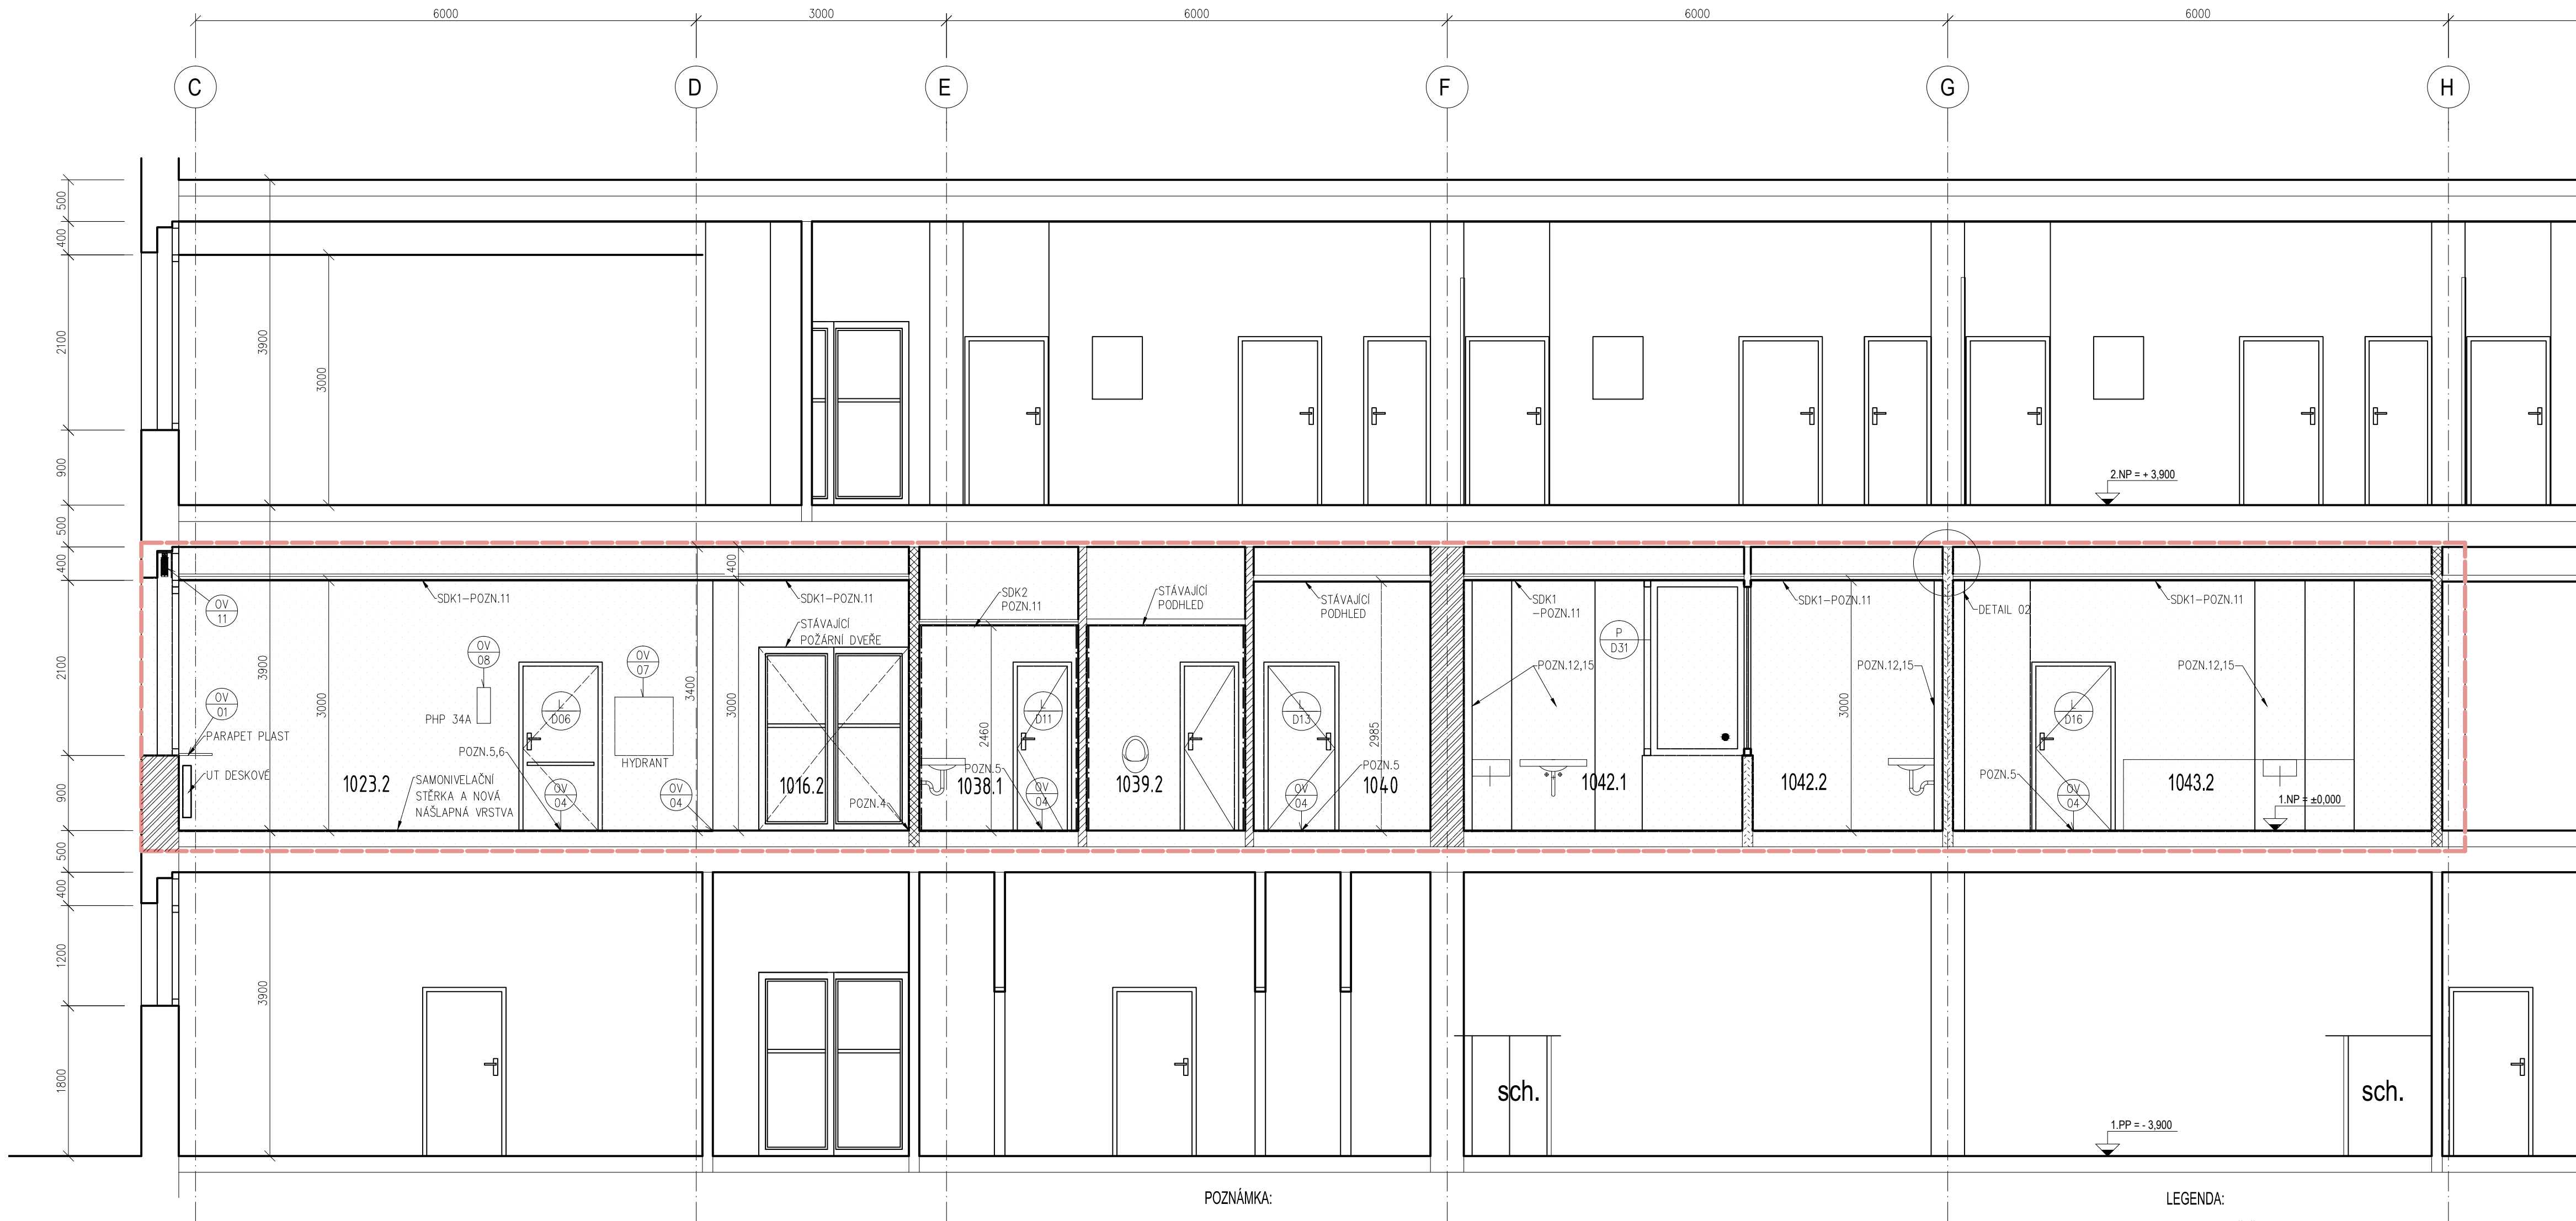 6000
3000
6000
6000
6000
C
D
E
F
G
H
500
400
2100
900
500
400
2100
900
500
400
1200
1800
3900
3000
2.NP = + 3,900
3900
3000
3400
400
3000
OV
11
SDK1-POZN.11
SDK1-POZN.11
STÁVAJÍCÍ
POŽÁRNÍ DVEŘE
SDK2
POZN.11
STÁVAJÍCÍ
PODHLED
STÁVAJÍCÍ
PODHLED
SDK1
-POZN.11
SDK1-POZN.11
DETAIL 02
SDK1-POZN.11
OV
08
OV
07
P
D31
POZN.12,15
POZN.12,15
POZN.12,15
OV
01
PHP 34A
L
D06
L
D11
L
D13
L
D16
PARAPET PLAST
POZN.5,6
HYDRANT
2460
2985
3000
UT DESKOVÉ
1023.2
SAMONIVELAČNÍ
STĚRKA A NOVÁ
NÁŠLAPNÁ VRSTVA
OV
04
OV
04
1016.2
POZN.4
POZN.5
1038.1
OV
04
1039.2
OV
04
POZN.5
1040
1042.1
1042.2
POZN.5
OV
04
1043.2
1.NP = ±0,000
3900
sch.
sch.
1.PP = - 3,900
POZNÁMKA:
LEGENDA: